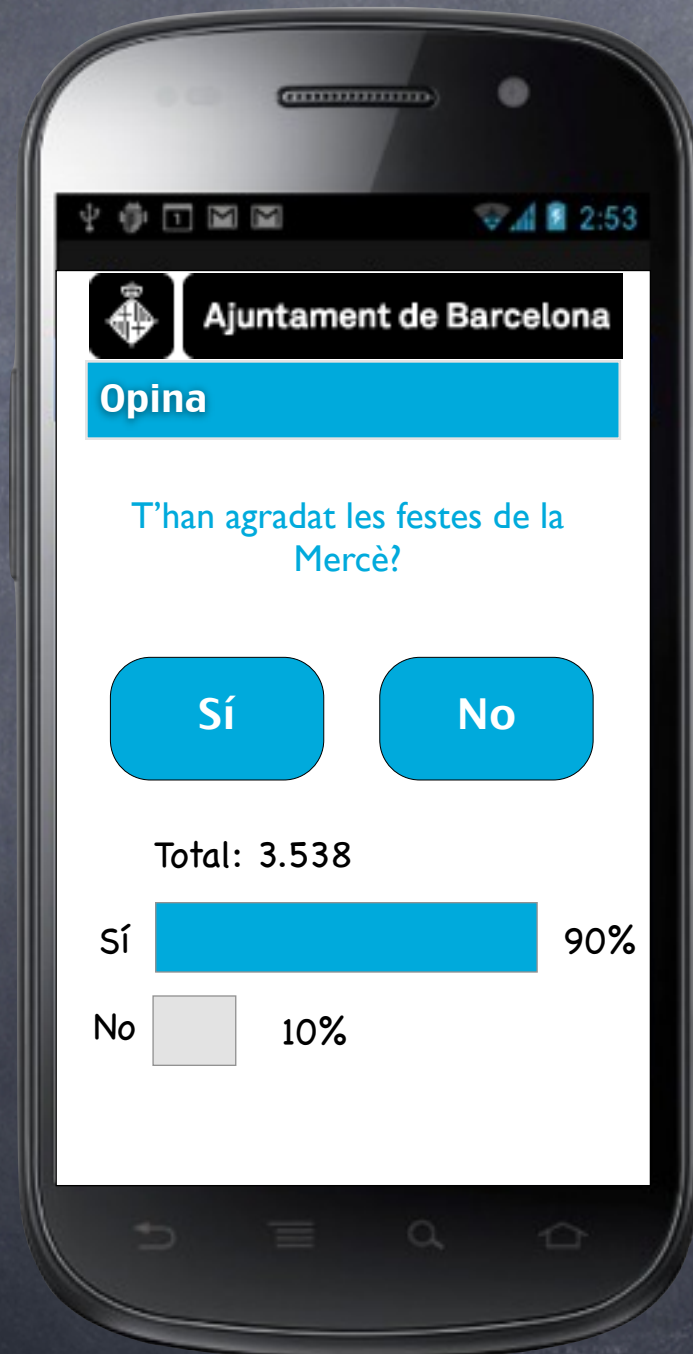 1
2:53
Ajuntament de Barcelona
Opina
T’han agradat les festes de la
Mercè?
Sí No
Total: 3.538
Sí 90%
No 10%